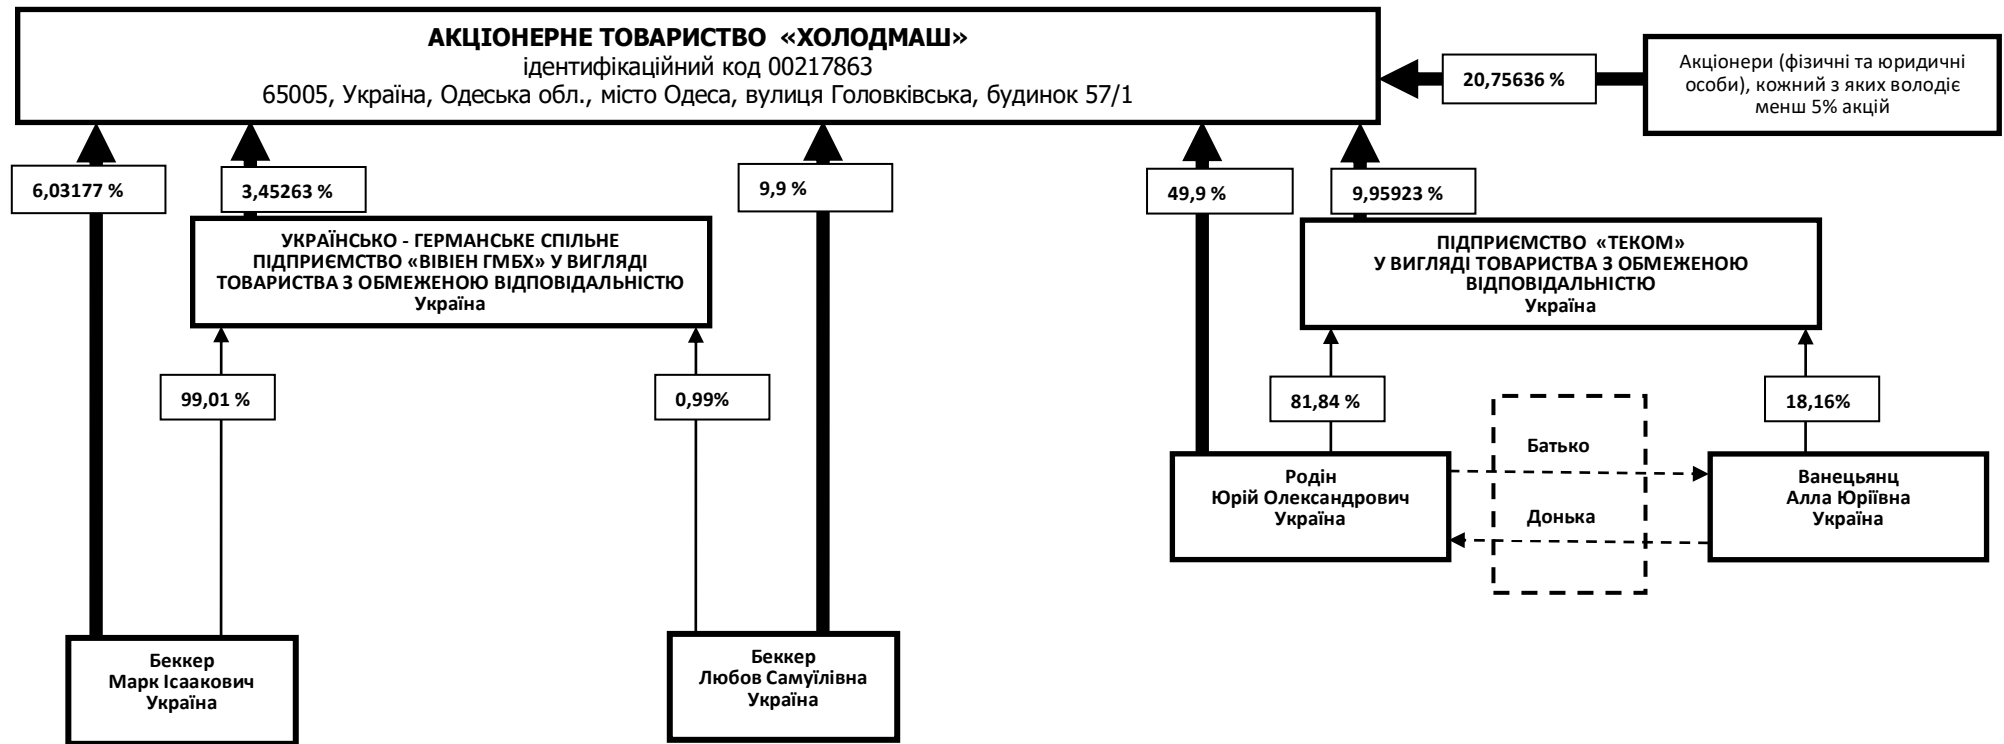 АКЦІОНЕРНЕ ТОВАРИСТВО «ХОЛОДМАШ»
ідентифікаційний код 00217863
65005, Україна, Одеська обл., місто Одеса, вулиця Головківська, будинок 57/1
20,75636 %
Акціонери (фізичні та юридичні
особи), кожний з яких володіє
менш 5% акцій
6,03177 %
3,45263 %
9,9 %
49,9 %
9,95923 %
УКРАЇНСЬКО - ГЕРМАНСЬКЕ СПІЛЬНЕ
ПІДПРИЄМСТВО «ВІВІЕН ГМБХ» У ВИГЛЯДІ
ТОВАРИСТВА З ОБМЕЖЕНОЮ ВІДПОВІДАЛЬНІСТЮ
Україна
ПІДПРИЄМСТВО «ТЕКОМ»
У ВИГЛЯДІ ТОВАРИСТВА З ОБМЕЖЕНОЮ
ВІДПОВІДАЛЬНІСТЮ
Україна
99,01 %
0,99%
81,84 %
18,16%
Батько
Донька
Родін
Юрій Олександрович
Україна
Ванецьянц
Алла Юріївна
Україна
Беккер
Марк Ісаакович
Україна
Беккер
Любов Самуїлівна
Україна